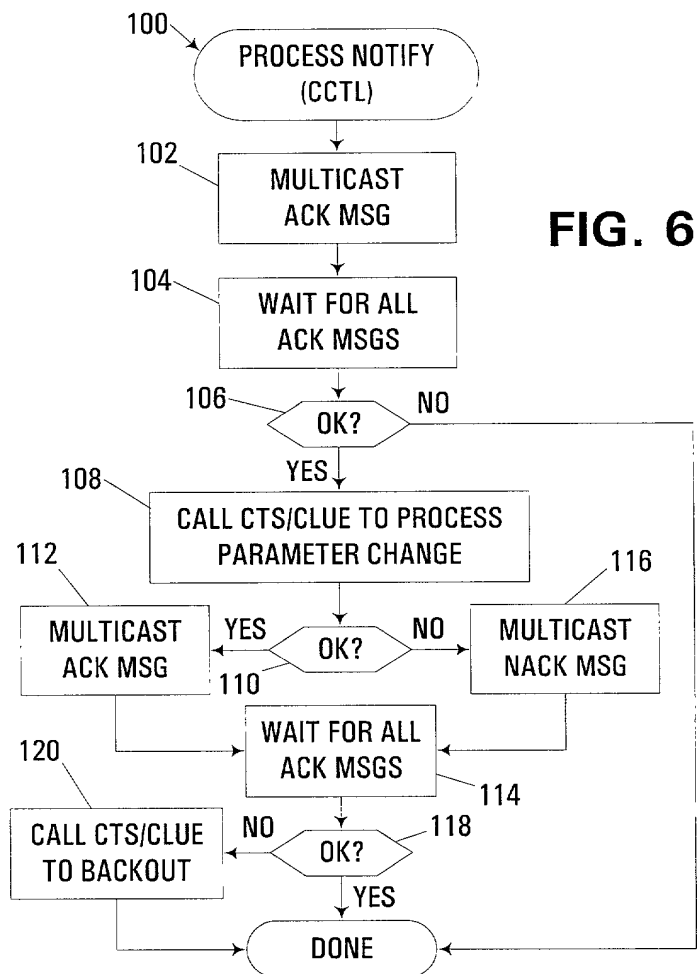 100
PROCESS NOTIFY
(CCTL)
102
MULTICAST
ACK MSG
FIG. 6
104
WAIT FOR ALL
ACK MSGS
106
OK?
NO
YES
108
CALL CTS/CLUE TO PROCESS
PARAMETER CHANGE
112
116
MULTICAST
ACK MSG
YES
OK?
NO
110
MULTICAST
NACK MSG
WAIT FOR ALL
ACK MSGS
114
120
CALL CTS/CLUE
TO BACKOUT
NO
OK?
118
YES
DONE